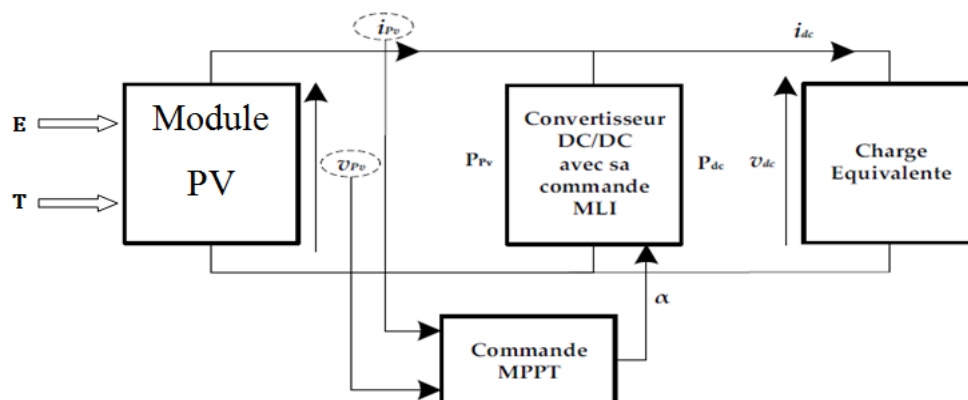 i_Pv
i_dc
E
T
Module
PV
v_Pv
P_Pv
Convertisseur
DC/DC
avec sa
commande
MLI
P_dc
v_dc
Charge
Equivalente
α
Commande
MPPT